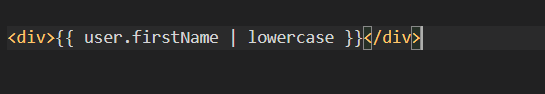 <div>{{ user.firstName | lowercase }}</div>